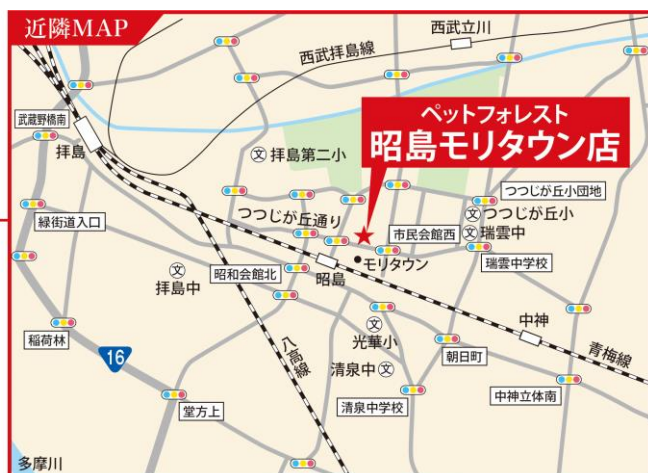 近隣MAP
西武立川
西武拝島線
武蔵野橋南
拝島
ペットフォレスト
昭島モリタウン店
文 拝島第二小
つつじが丘小団地
つつじが丘通り
市民会館西
文 つつじが丘小
文 瑞雲中
緑街道入口
昭和会館北
昭島
モリタウン
瑞雲中学校
文
拝島中
稲荷林
16
八高線
文
光華小
中神
青梅線
朝日町
清泉中 文
清泉中学校
中神立体南
堂方上
多摩川